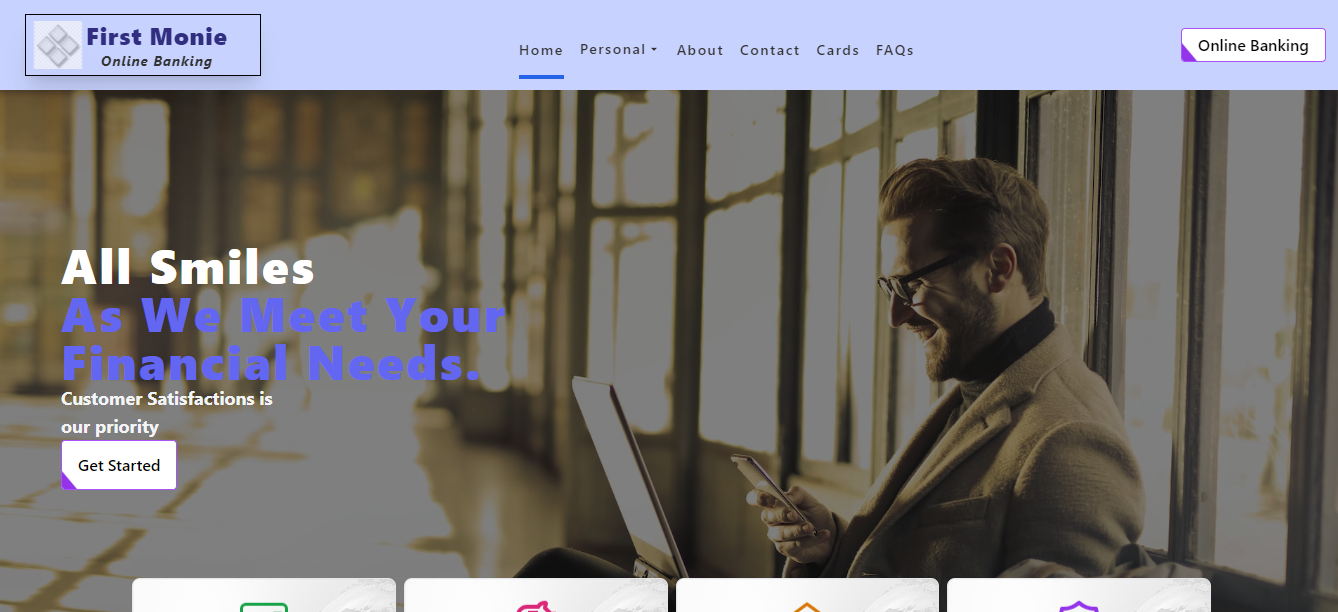 First Monie
Online Banking
Home
Personal
About
Contact
Cards
FAQs
Online Banking
All Smiles
As We Meet Your
Financial Needs.
Customer Satisfactions is
our priority
Get Started